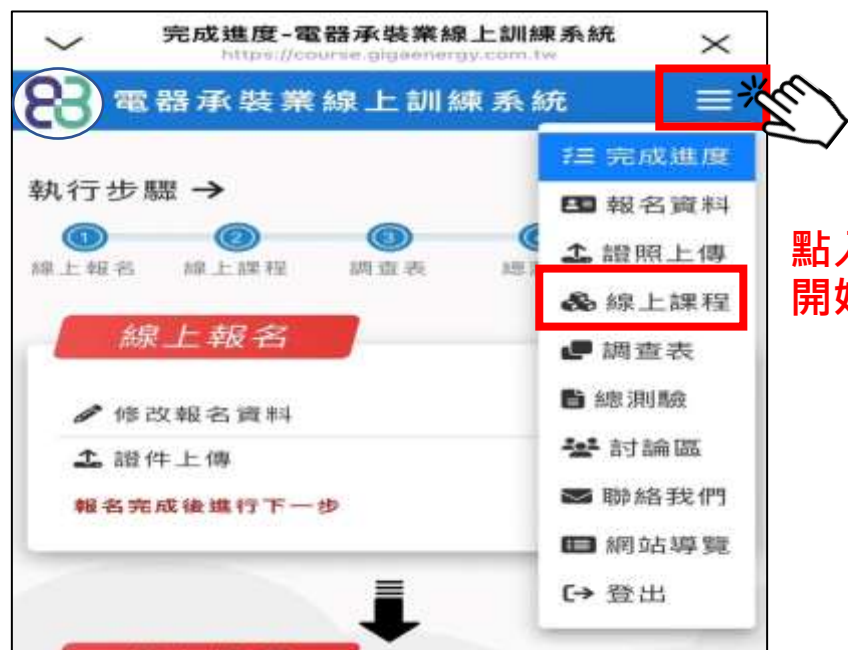 完成進度-電器承裝業線上訓練系統
https://course.gigaenergy.com.tw
電器承裝業線上訓練系統
完成進度
報名資料
證照上傳
線上課程
調查表
總測驗
討論區
聯絡我們
網站導覽
登出
執行步驟 →
1 2 3
線上報名 線上課程 調查表 總
線上報名
修改報名資料
證件上傳
報名完成後進行下一步
點入
開始